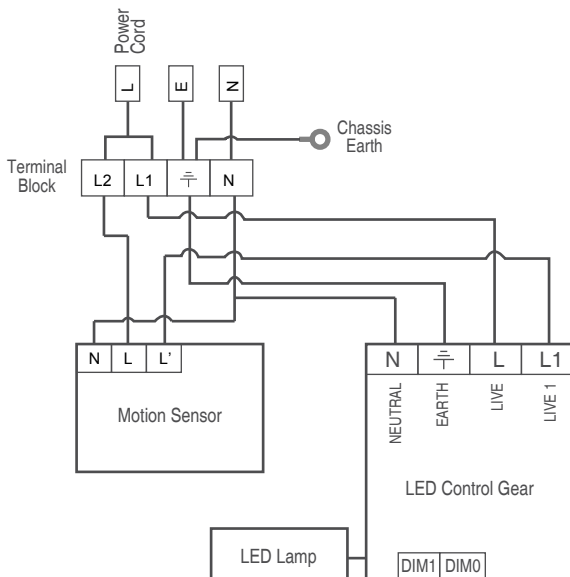 Power
Cord
L
E
N
Chassis
Earth
Terminal
Block
L2
L1
N
N
L
L'
Motion Sensor
N
L
L1
NEUTRAL
EARTH
LIVE
LIVE 1
LED Control Gear
LED Lamp
DIM1
DIM0